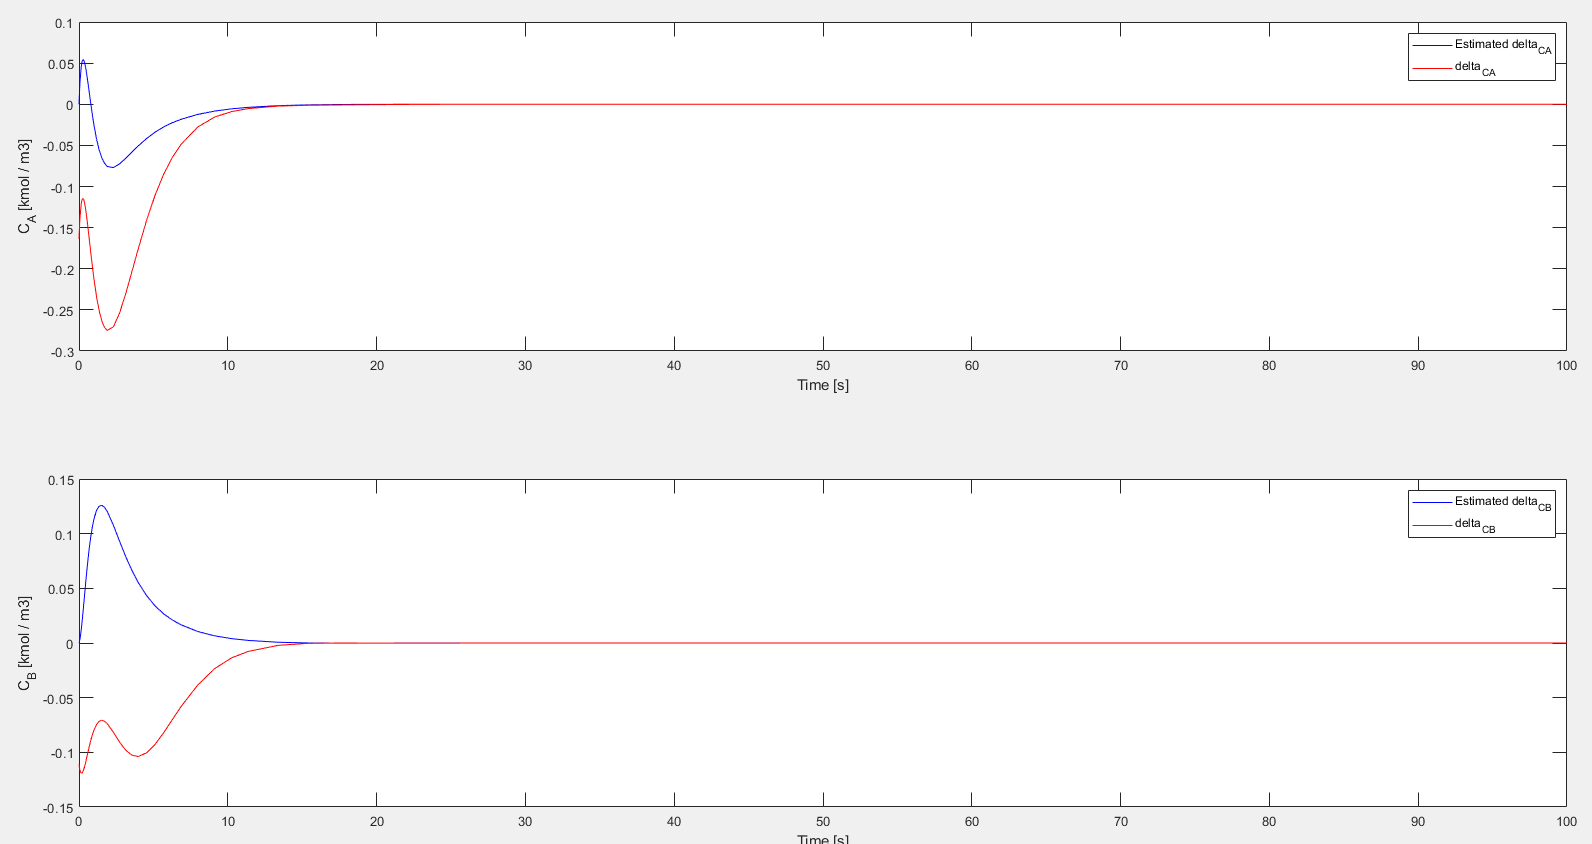 0.1
0.05
0
-0.05
-0.1
-0.15
-0.2
-0.25
-0.3
C_A [kmol / m3]
Estimated delta_CA
delta_CA
0 10 20 30 40 50 60 70 80 90 100
Time [s]
0.15
0.1
0.05
0
-0.05
-0.1
-0.15
C_B [kmol / m3]
Estimated delta_CB
delta_CB
0 10 20 30 40 50 60 70 80 90 100
Time [s]